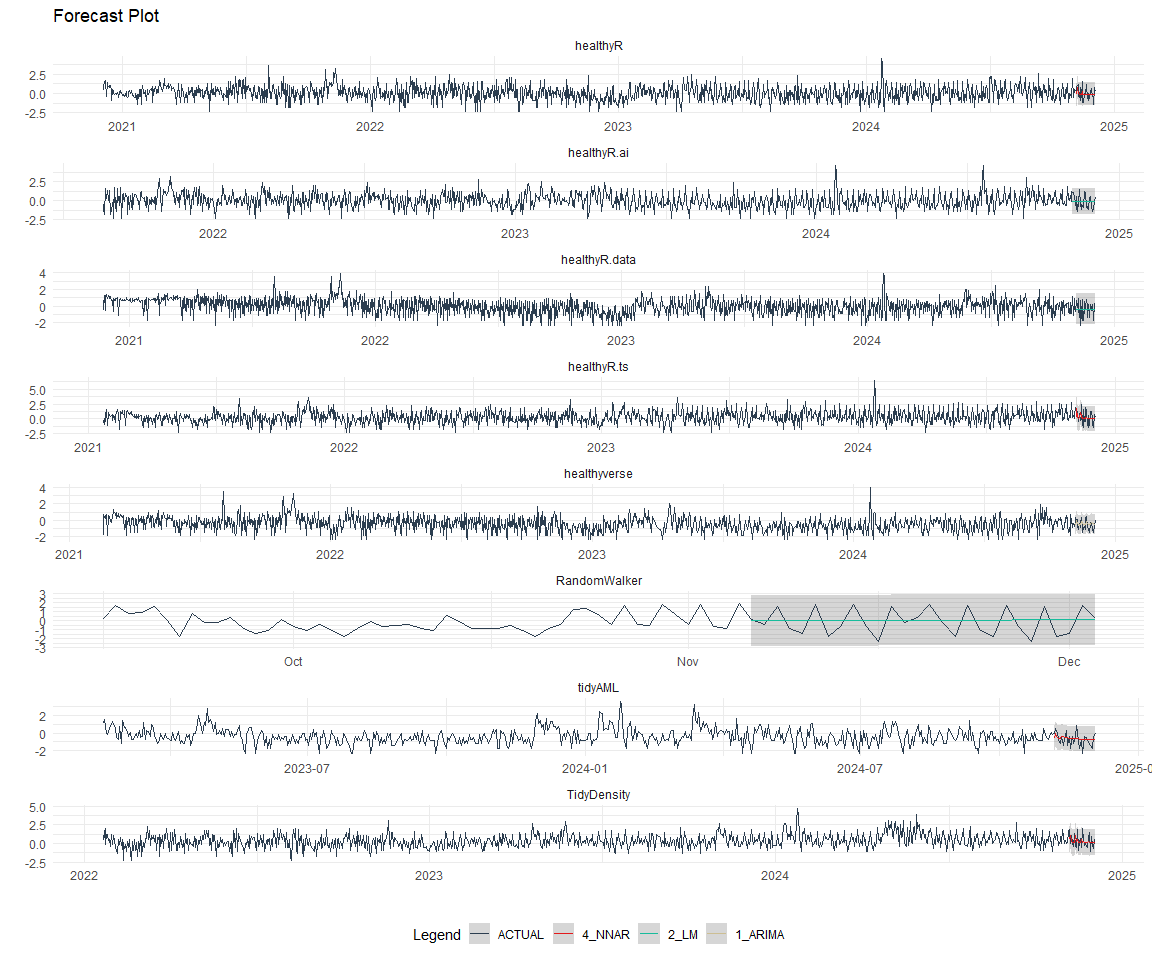 Forecast Plot
healthyR
2.5
0.0
-2.5
2021 2022 2023 2024 2025
healthyR.ai
2.5
0.0
-2.5
2022 2023 2024 2025
healthyR.data
4
2
0
-2
2021 2022 2023 2024 2025
healthyR.ts
5.0
2.5
0.0
-2.5
2021 2022 2023 2024 2025
healthyverse
4
2
0
-2
2021 2022 2023 2024 2025
RandomWalker
3
2
1
0
-1
-2
-3
Oct Nov Dec
tidyAML
2
0
-2
2023-07 2024-01 2024-07 2025-0
TidyDensity
5.0
2.5
0.0
-2.5
2022 2023 2024 2025
Legend ACTUAL 4_NNAR 2_LM 1_ARIMA